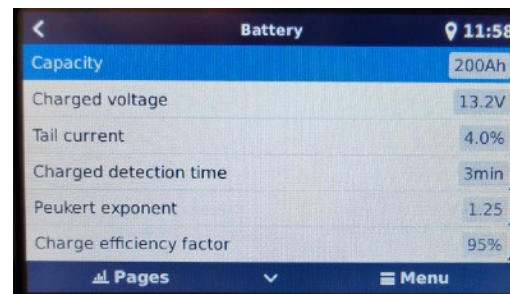 Battery 11:58
Capacity 200Ah
Charged voltage 13.2V
Tail current 4.0%
Charged detection time 3min
Peukert exponent 1.25
Charge efficiency factor 95%
Pages Menu